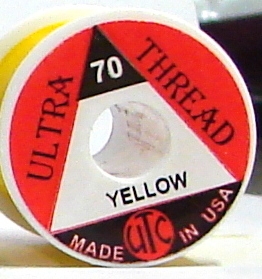 ULTRA THREAD
70
YELLOW
UTC
MADE IN USA